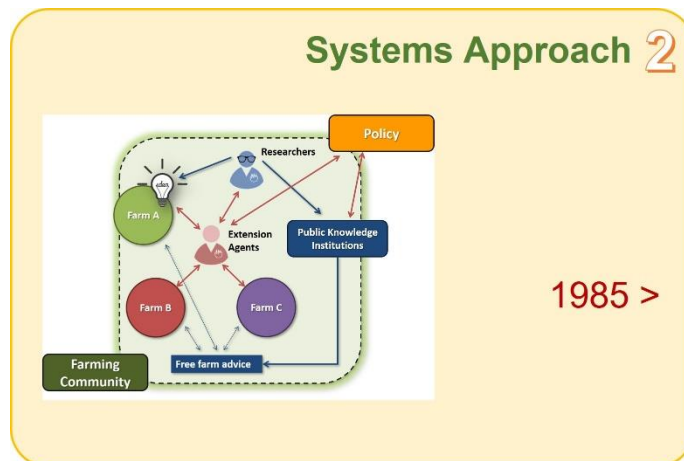 Systems Approach 2
Policy
Researchers
idea
Farm A
Extension
Agents
Public Knowledge
Institutions
1985 >
Farm B
Farm C
Free farm advice
Farming
Community